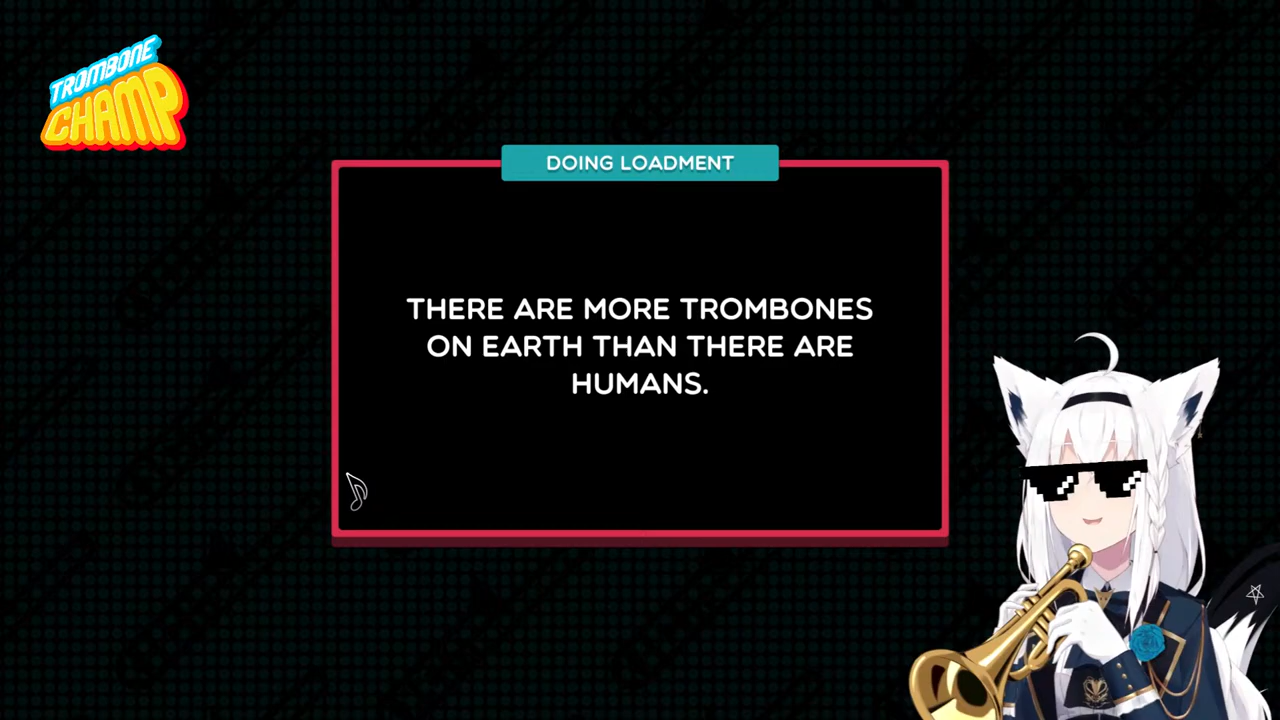 TROMBONE
CHAMP
DOING LOADMENT
THERE ARE MORE TROMBONES
ON EARTH THAN THERE ARE
HUMANS.